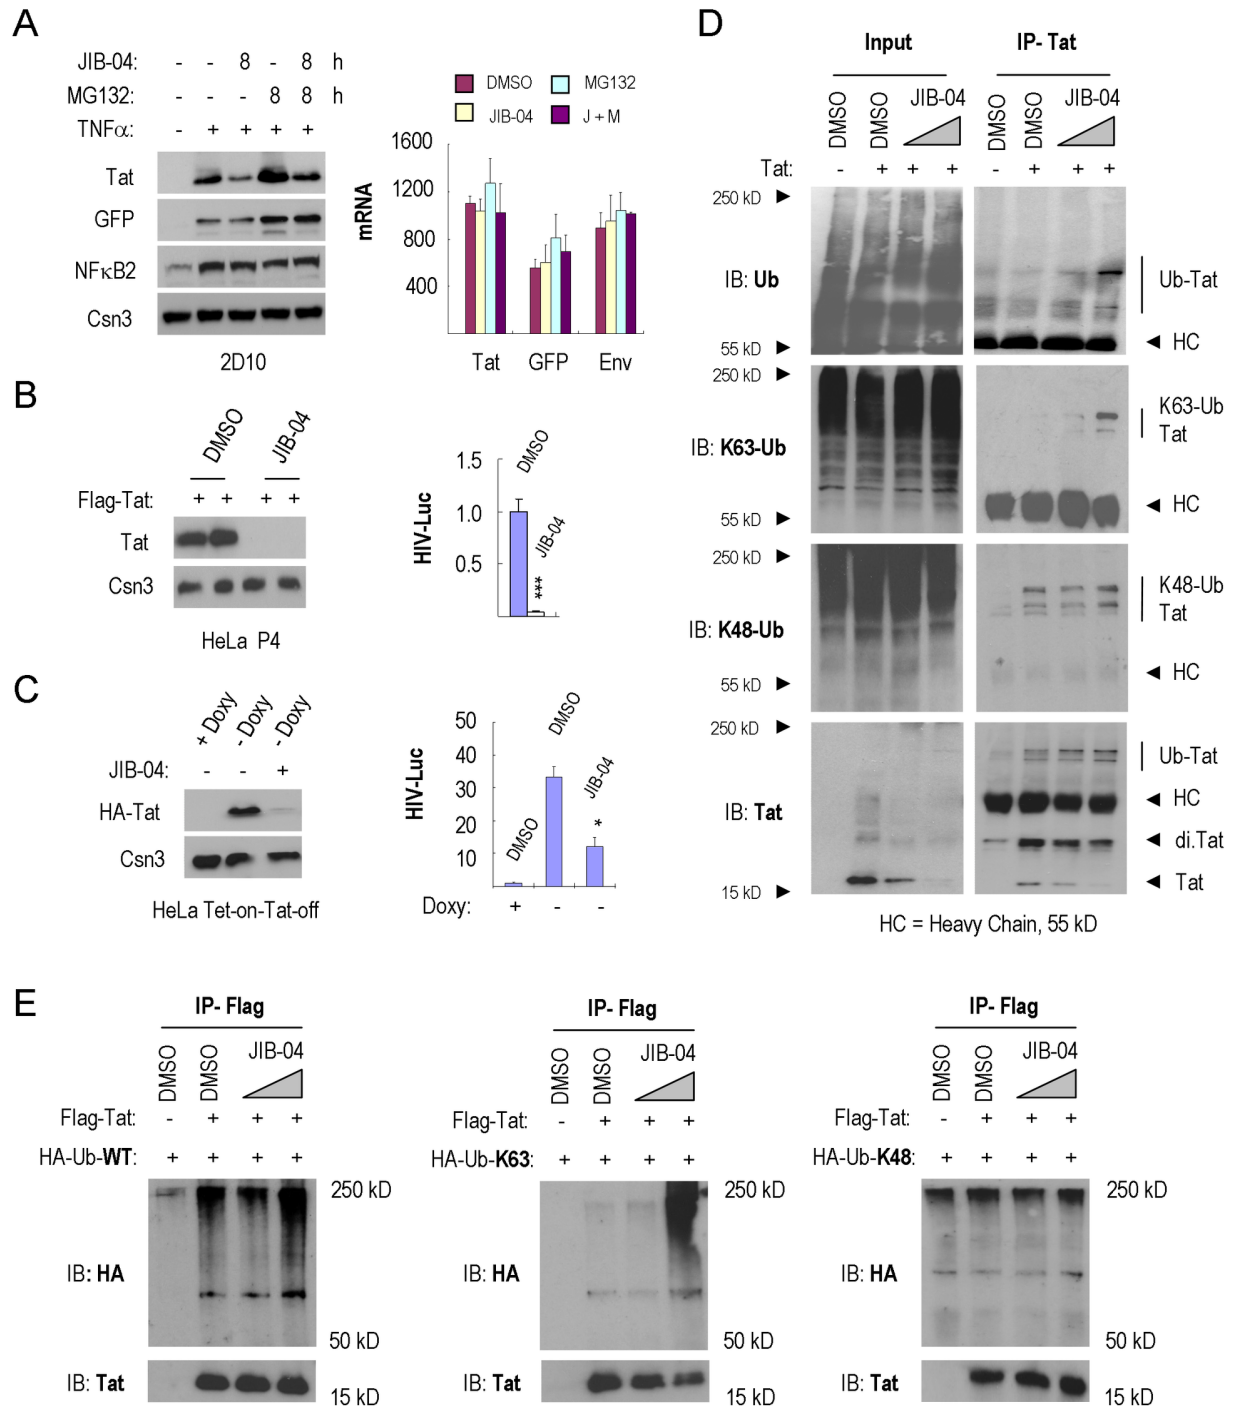 A
JIB-04: - - 8 - 8 h
MG132: - - - 8 8 h
TNFα: - + + + +
Tat
GFP
NFκB2
Csn3
2D10
DMSO MG132
JIB-04 J + M
mRNA
1600
1200
800
400
Tat GFP Env
B
DMSO JIB-04
Flag-Tat: + + + +
Tat
Csn3
HeLa P4
HIV-Luc
1.5
1.0
0.5
DMSO
JIB-04
***
C
+ Doxy - Doxy - Doxy
JIB-04: - - +
HA-Tat
Csn3
HeLa Tet-on-Tat-off
HIV-Luc
50
40
30
20
10
DMSO
DMSO
JIB-04
*
Doxy: + - -
D
Input IP- Tat
DMSO DMSO JIB-04 DMSO DMSO JIB-04
Tat: - + + + - + + +
250 kD
IB: Ub
55 kD
Ub-Tat
HC
250 kD
IB: K63-Ub
55 kD
K63-Ub
Tat
HC
250 kD
IB: K48-Ub
55 kD
K48-Ub
Tat
HC
250 kD
IB: Tat
15 kD
Ub-Tat
HC
di.Tat
Tat
HC = Heavy Chain, 55 kD
E
IP- Flag
DMSO DMSO JIB-04
Flag-Tat: - + + +
HA-Ub-WT: + + + +
250 kD
IB: HA
50 kD
IB: Tat
15 kD
IP- Flag
DMSO DMSO JIB-04
Flag-Tat: - + + +
HA-Ub-K63: + + + +
250 kD
IB: HA
50 kD
IB: Tat
15 kD
IP- Flag
DMSO DMSO JIB-04
Flag-Tat: - + + +
HA-Ub-K48: + + + +
250 kD
IB: HA
50 kD
IB: Tat
15 kD